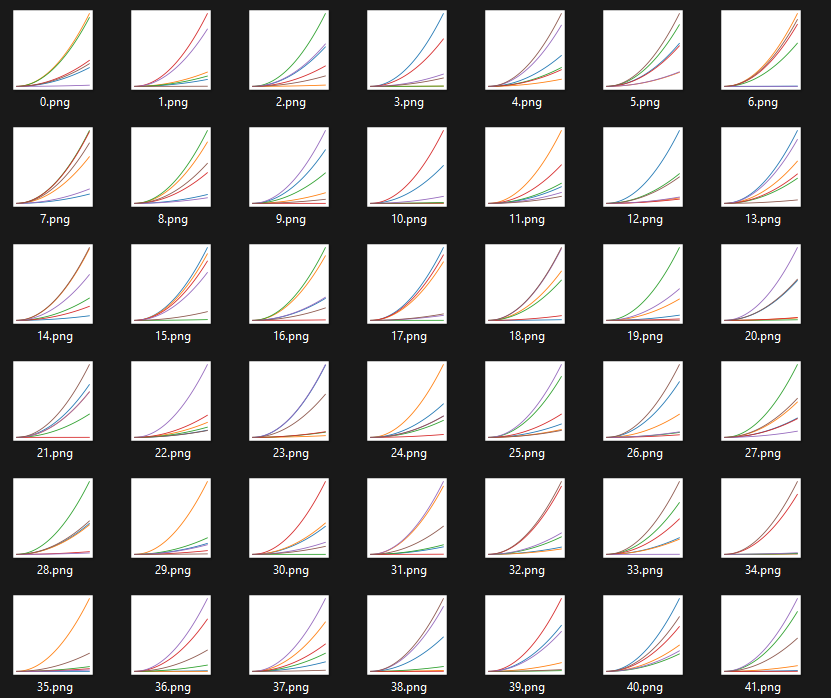 0.png 1.png 2.png 3.png 4.png 5.png 6.png
7.png 8.png 9.png 10.png 11.png 12.png 13.png
14.png 15.png 16.png 17.png 18.png 19.png 20.png
21.png 22.png 23.png 24.png 25.png 26.png 27.png
28.png 29.png 30.png 31.png 32.png 33.png 34.png
35.png 36.png 37.png 38.png 39.png 40.png 41.png